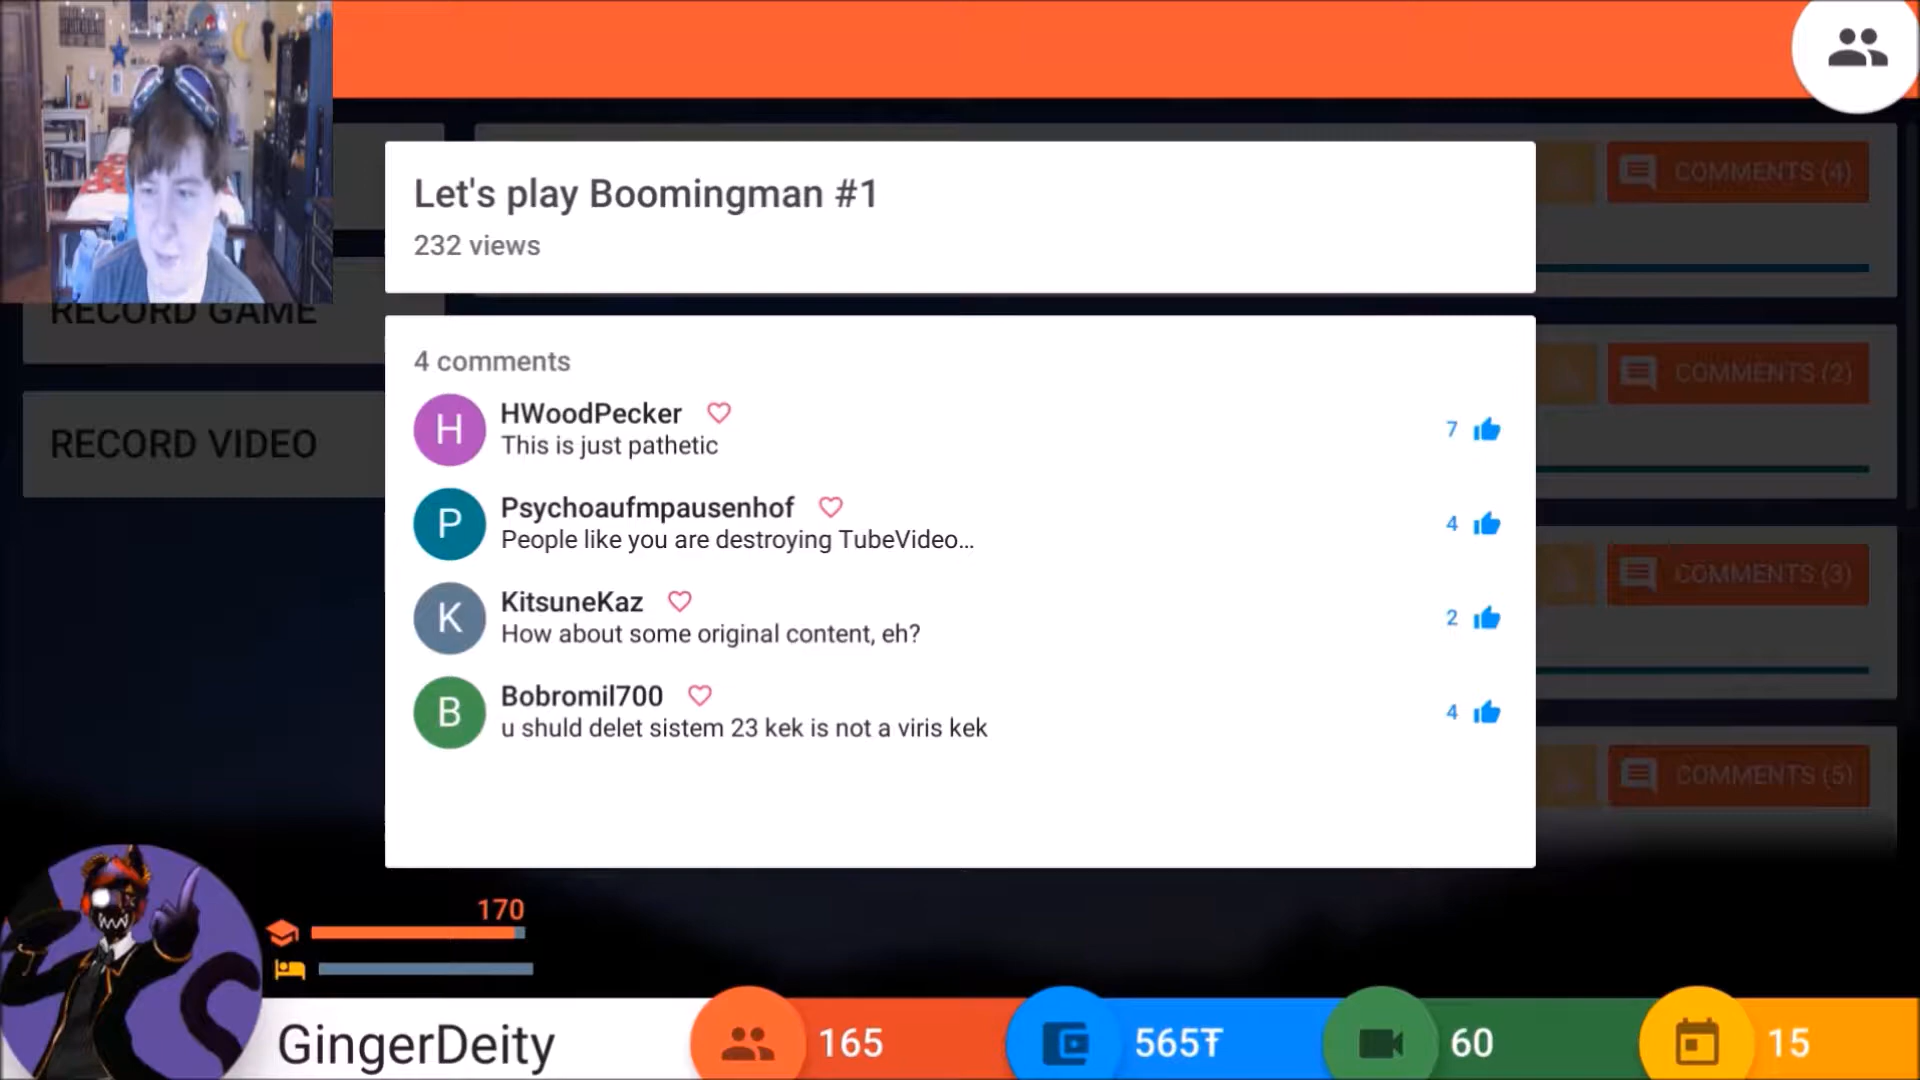 COMMENTS (4)
Let's play Boomingman #1
232 views
RECORD GAME
4 comments
H
HWoodPecker
This is just pathetic
7
COMMENTS (2)
RECORD VIDEO
P
Psychoaufmpausenhof
People like you are destroying TubeVideo...
4
COMMENTS (3)
K
KitsuneKaz
How about some original content, eh?
2
B
Bobromil700
u shuld delet sistem 23 kek is not a viris kek
4
COMMENTS (5)
170
GingerDeity
165
565Ŧ
60
15